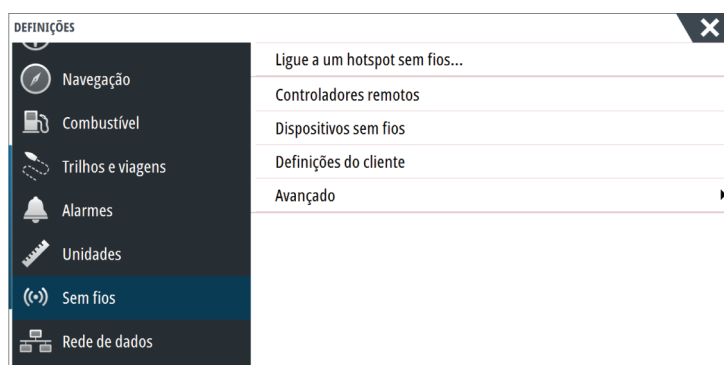 DEFINIÇÕES
Navegação
Combustível
Trilhos e viagens
Alarmes
Unidades
Sem fios
Rede de dados
Ligue a um hotspot sem fios...
Controladores remotos
Dispositivos sem fios
Definições do cliente
Avançado